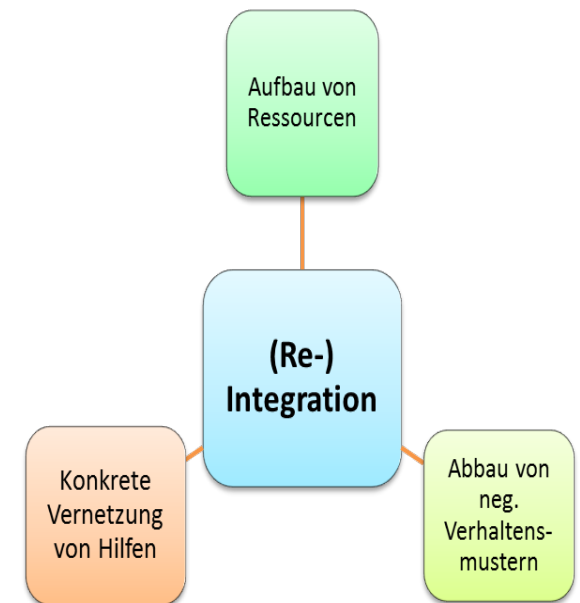 Aufbau von
Ressourcen
(Re-)
Integration
Konkrete
Vernetzung
von Hilfen
Abbau von
neg.
Verhaltens-
mustern